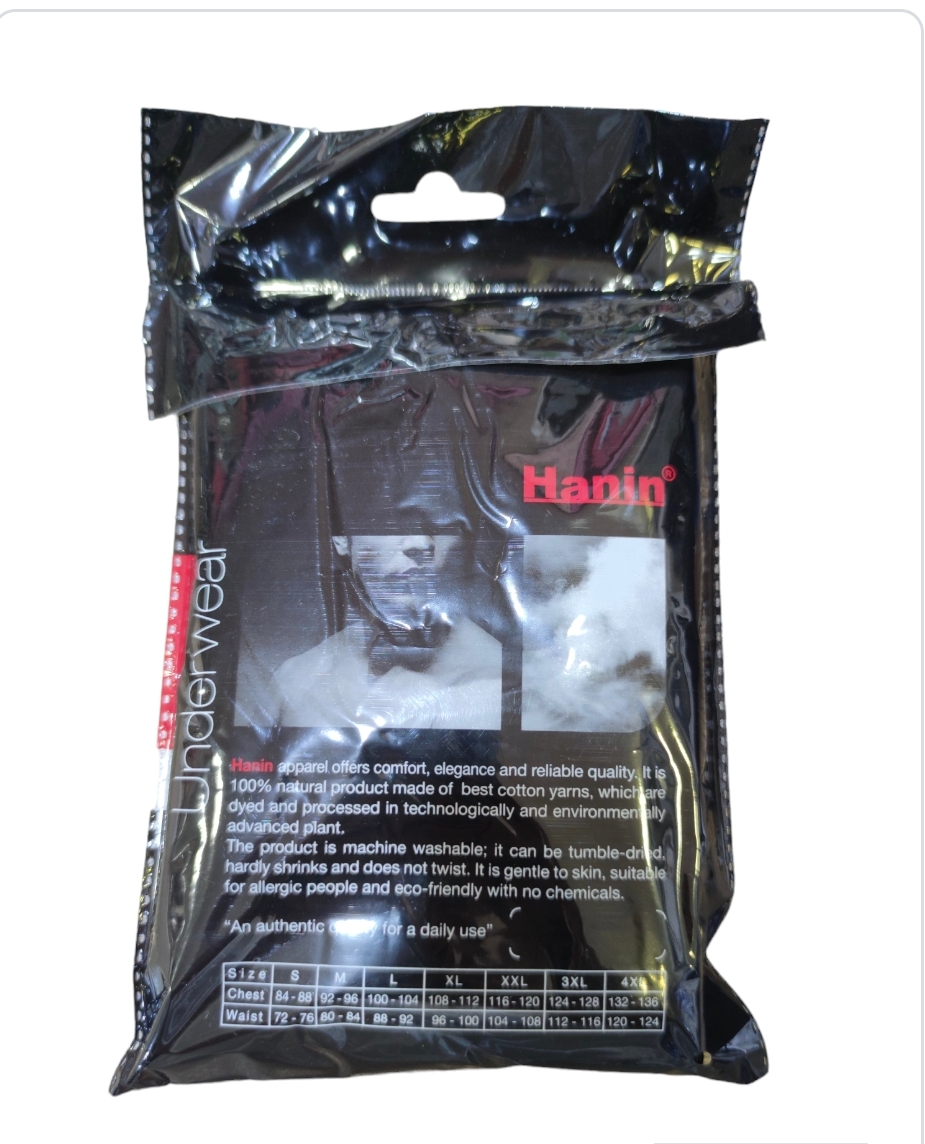 Hanin®
Underwear
Hanin apparel offers comfort, elegance and reliable quality. It is
100% natural product made of best cotton yarns, which are
dyed and processed in technologically and environmentally
advanced plant.
The product is machine washable; it can be tumble-dried,
hardly shrinks and does not twist. It is gentle to skin, suitable
for allergic people and eco-friendly with no chemicals.
“An authentic for a daily use”
Size S M L XL XXL 3XL 4XL
Chest 84 - 88 92 - 96 100 - 104 108 - 112 116 - 120 124 - 128 132 - 136
Waist 72 - 76 80 - 84 88 - 92 96 - 100 104 - 108 112 - 116 120 - 124